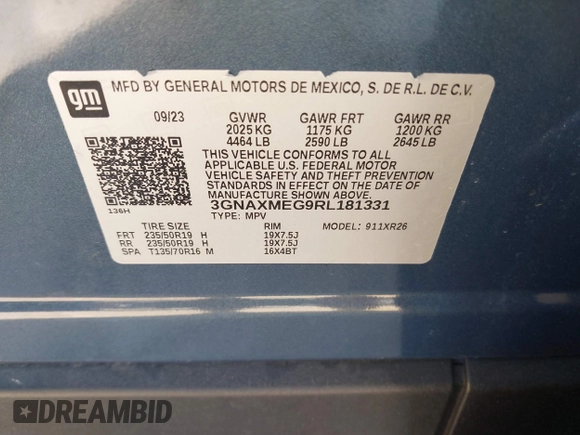 gm
MFD BY GENERAL MOTORS DE MEXICO, S. DE R.L. DE C.V.
09/23 GVWR GAWR FRT GAWR RR
2025 KG 1175 KG 1200 KG
4464 LB 2590 LB 2645 LB
THIS VEHICLE CONFORMS TO ALL
APPLICABLE U.S. FEDERAL MOTOR
VEHICLE SAFETY AND THEFT PREVENTION
STANDARDS IN EFFECT ON THE DATE OF
MANUFACTURE SHOWN ABOVE.
3GNAXMEG9RL181331
136H
TYPE: MPV MODEL: 911XR26
TIRE SIZE RIM
FRT 235/50R19 H 19X7.5J
RR 235/50R19 H 19X7.5J
SPA T135/70R16 M 16X4BT
DREAMBID